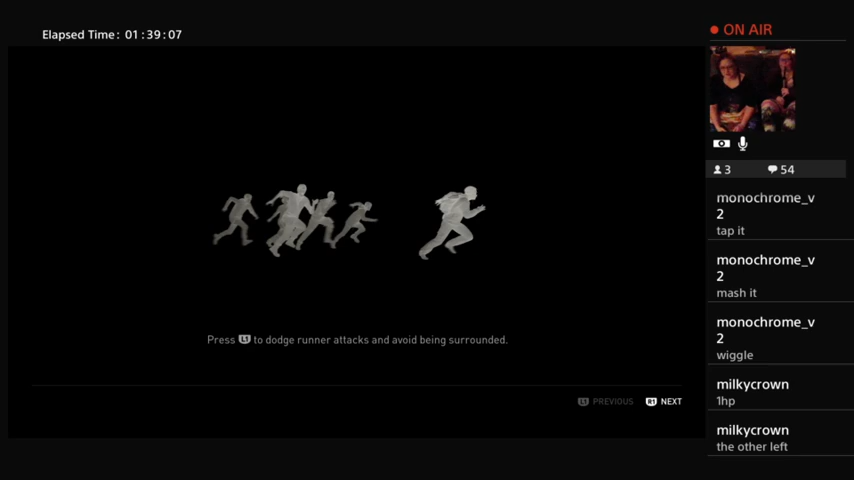 Elapsed Time: 01:39:07
ON AIR
3 54
monochrome_v
2
tap it
monochrome_v
2
mash it
monochrome_v
2
wiggle
milkycrown
1hp
milkycrown
the other left
Press L1 to dodge runner attacks and avoid being surrounded.
L1 PREVIOUS R1 NEXT